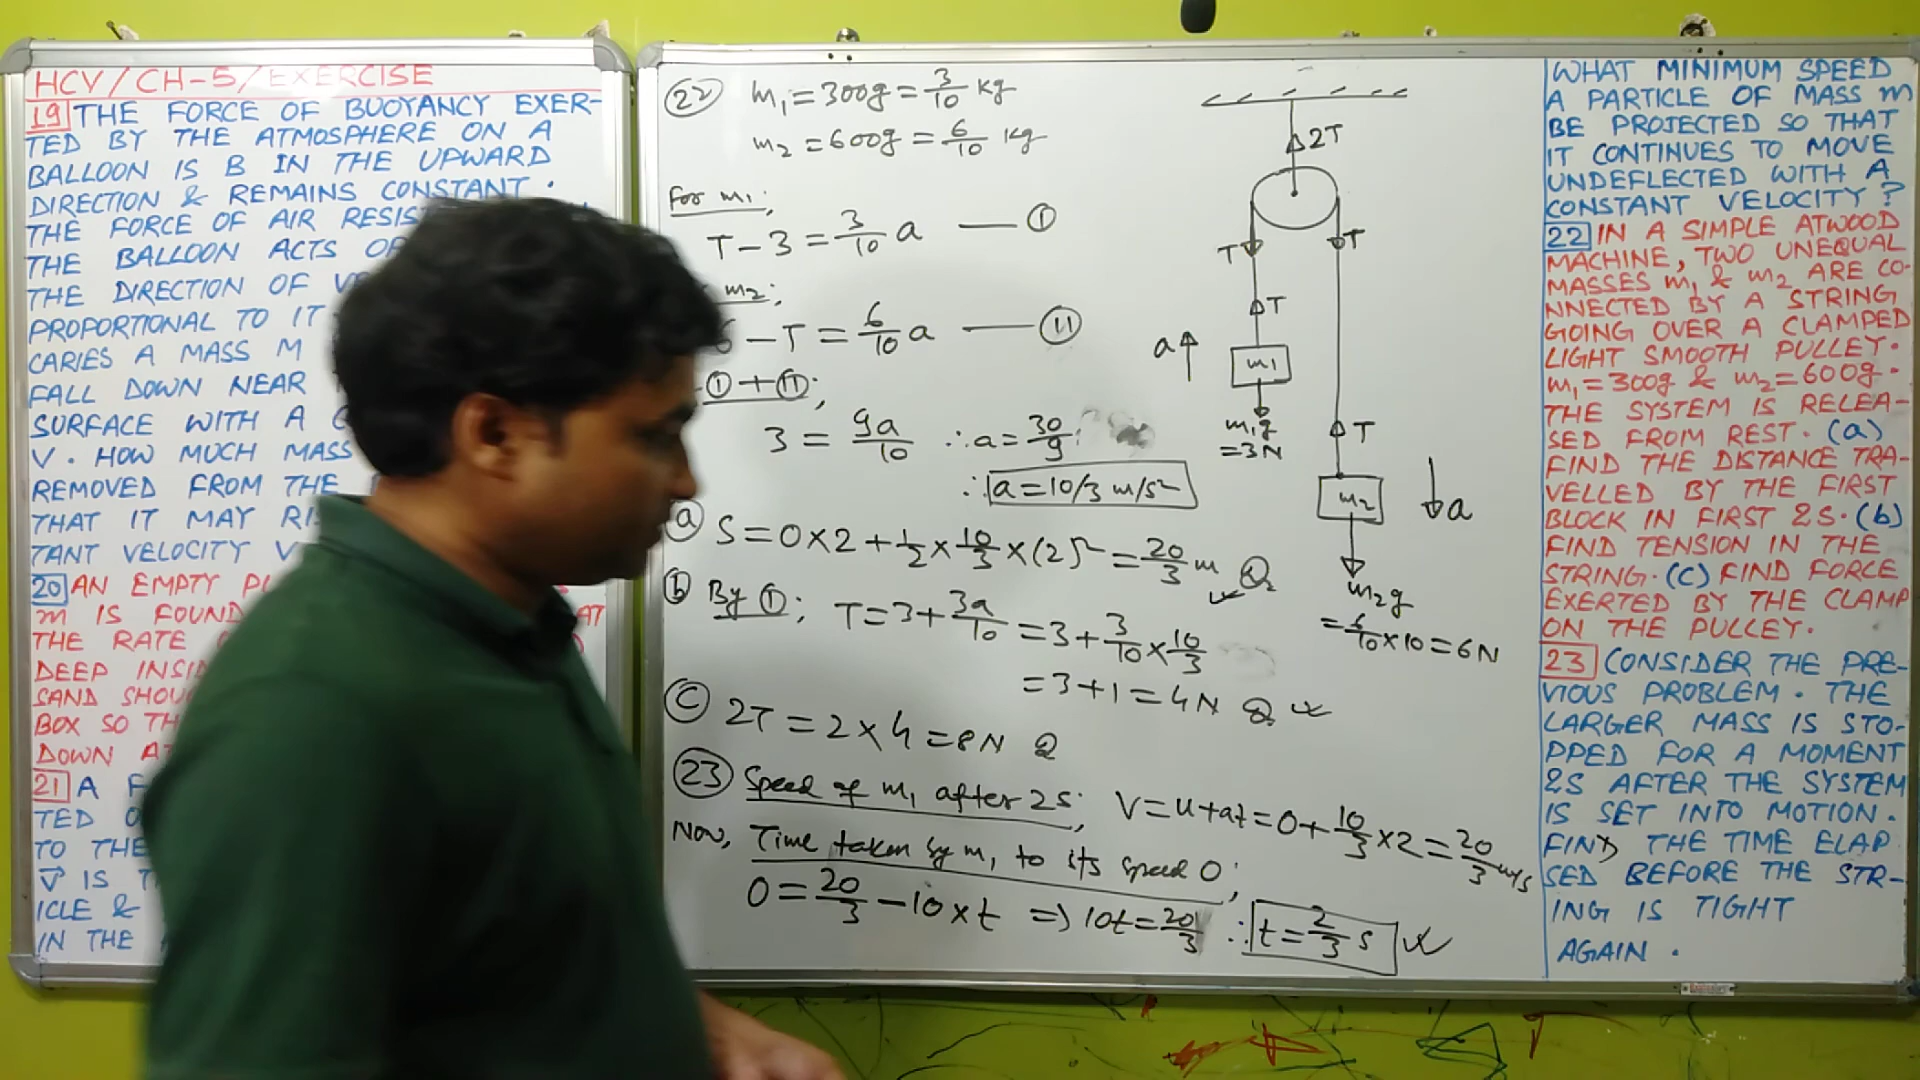 HCV/CH-5/EXERCISE
19 THE FORCE OF BUOYANCY EXER-
TED BY THE ATMOSPHERE ON A
BALLOON IS B IN THE UPWARD
DIRECTION & REMAINS CONSTANT.
THE FORCE OF AIR
THE BALLOON ACTS
THE DIRECTION OF
PROPORTIONAL TO IT
CARIES A MASS M
FALL DOWN NEAR
SURFACE WITH A
V. HOW MUCH MASS
REMOVED FROM THE
THAT IT MAY
TANT VELOCITY
20 AN EMPTY
m IS FOUND
AT
THE RATE
DEEP
SAND
BOX SO
DOWN
21 A
TED
TO THE
V⃗ IS
ICLE &
IN THE
22 m₁ = 300g = 3/10 kg
m₂ = 600g = 6/10 kg
For m₁;
T - 3 = 3/10 a — I
m₂;
6 - T = 6/10 a — II
I + II;
3 = 9a/10 ∴ a = 30/9
∴ a = 10/3 m/s²
a S = 0×2 + 1/2 × 10/3 × (2)² = 20/3 m
b By I; T = 3 + 3a/10 = 3 + 3/10 × 10/3
= 3 + 1 = 4N
C 2T = 2 × 4 = 8N
23 Speed of m₁ after 2s; V = u + at = 0 + 10/3 × 2 = 20/3 m/s
Now, Time taken by m₁ to its speed 0;
0 = 20/3 - 10 × t ⇒ 10t = 20/3 ∴ t = 2/3 s
2T
T
T
T
a
m₁
m₁g
= 3N
T
m₂
a
m₂g
= 6/10 × 10 = 6N
WHAT MINIMUM SPEED
A PARTICLE OF MASS m
BE PROJECTED SO THAT
IT CONTINUES TO MOVE
UNDEFLECTED WITH A
CONSTANT VELOCITY?
22 IN A SIMPLE ATWOOD
MACHINE, TWO UNEQUAL
MASSES m₁ & m₂ ARE CO-
NNECTED BY A STRING
GOING OVER A CLAMPED
LIGHT SMOOTH PULLEY.
m₁ = 300g & m₂ = 600g.
THE SYSTEM IS RELEA-
SED FROM REST. (a)
FIND THE DISTANCE TRA-
VELLED BY THE FIRST
BLOCK IN FIRST 2S. (b)
FIND TENSION IN THE
STRING. (C) FIND FORCE
EXERTED BY THE CLAMP
ON THE PULLEY.
23 CONSIDER THE PRE-
VIOUS PROBLEM. THE
LARGER MASS IS STO-
PPED FOR A MOMENT
2S AFTER THE SYSTEM
IS SET INTO MOTION.
FIND THE TIME ELAP
SED BEFORE THE STR-
ING IS TIGHT
AGAIN.